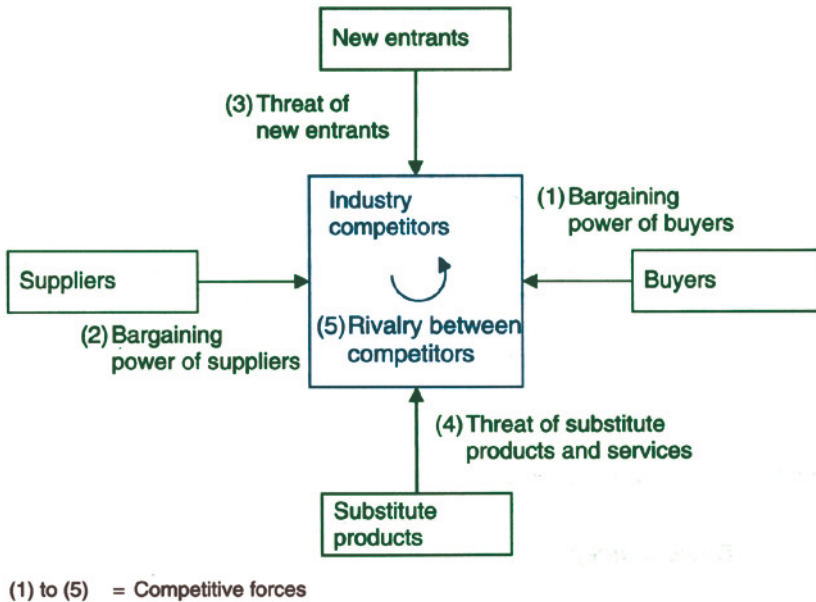 New entrants
(3) Threat of
new entrants
Industry
competitors
(1) Bargaining
power of buyers
Suppliers
Buyers
(2) Bargaining
power of suppliers
(5) Rivalry between
competitors
(4) Threat of substitute
products and services
Substitute
products
(1) to (5) = Competitive forces